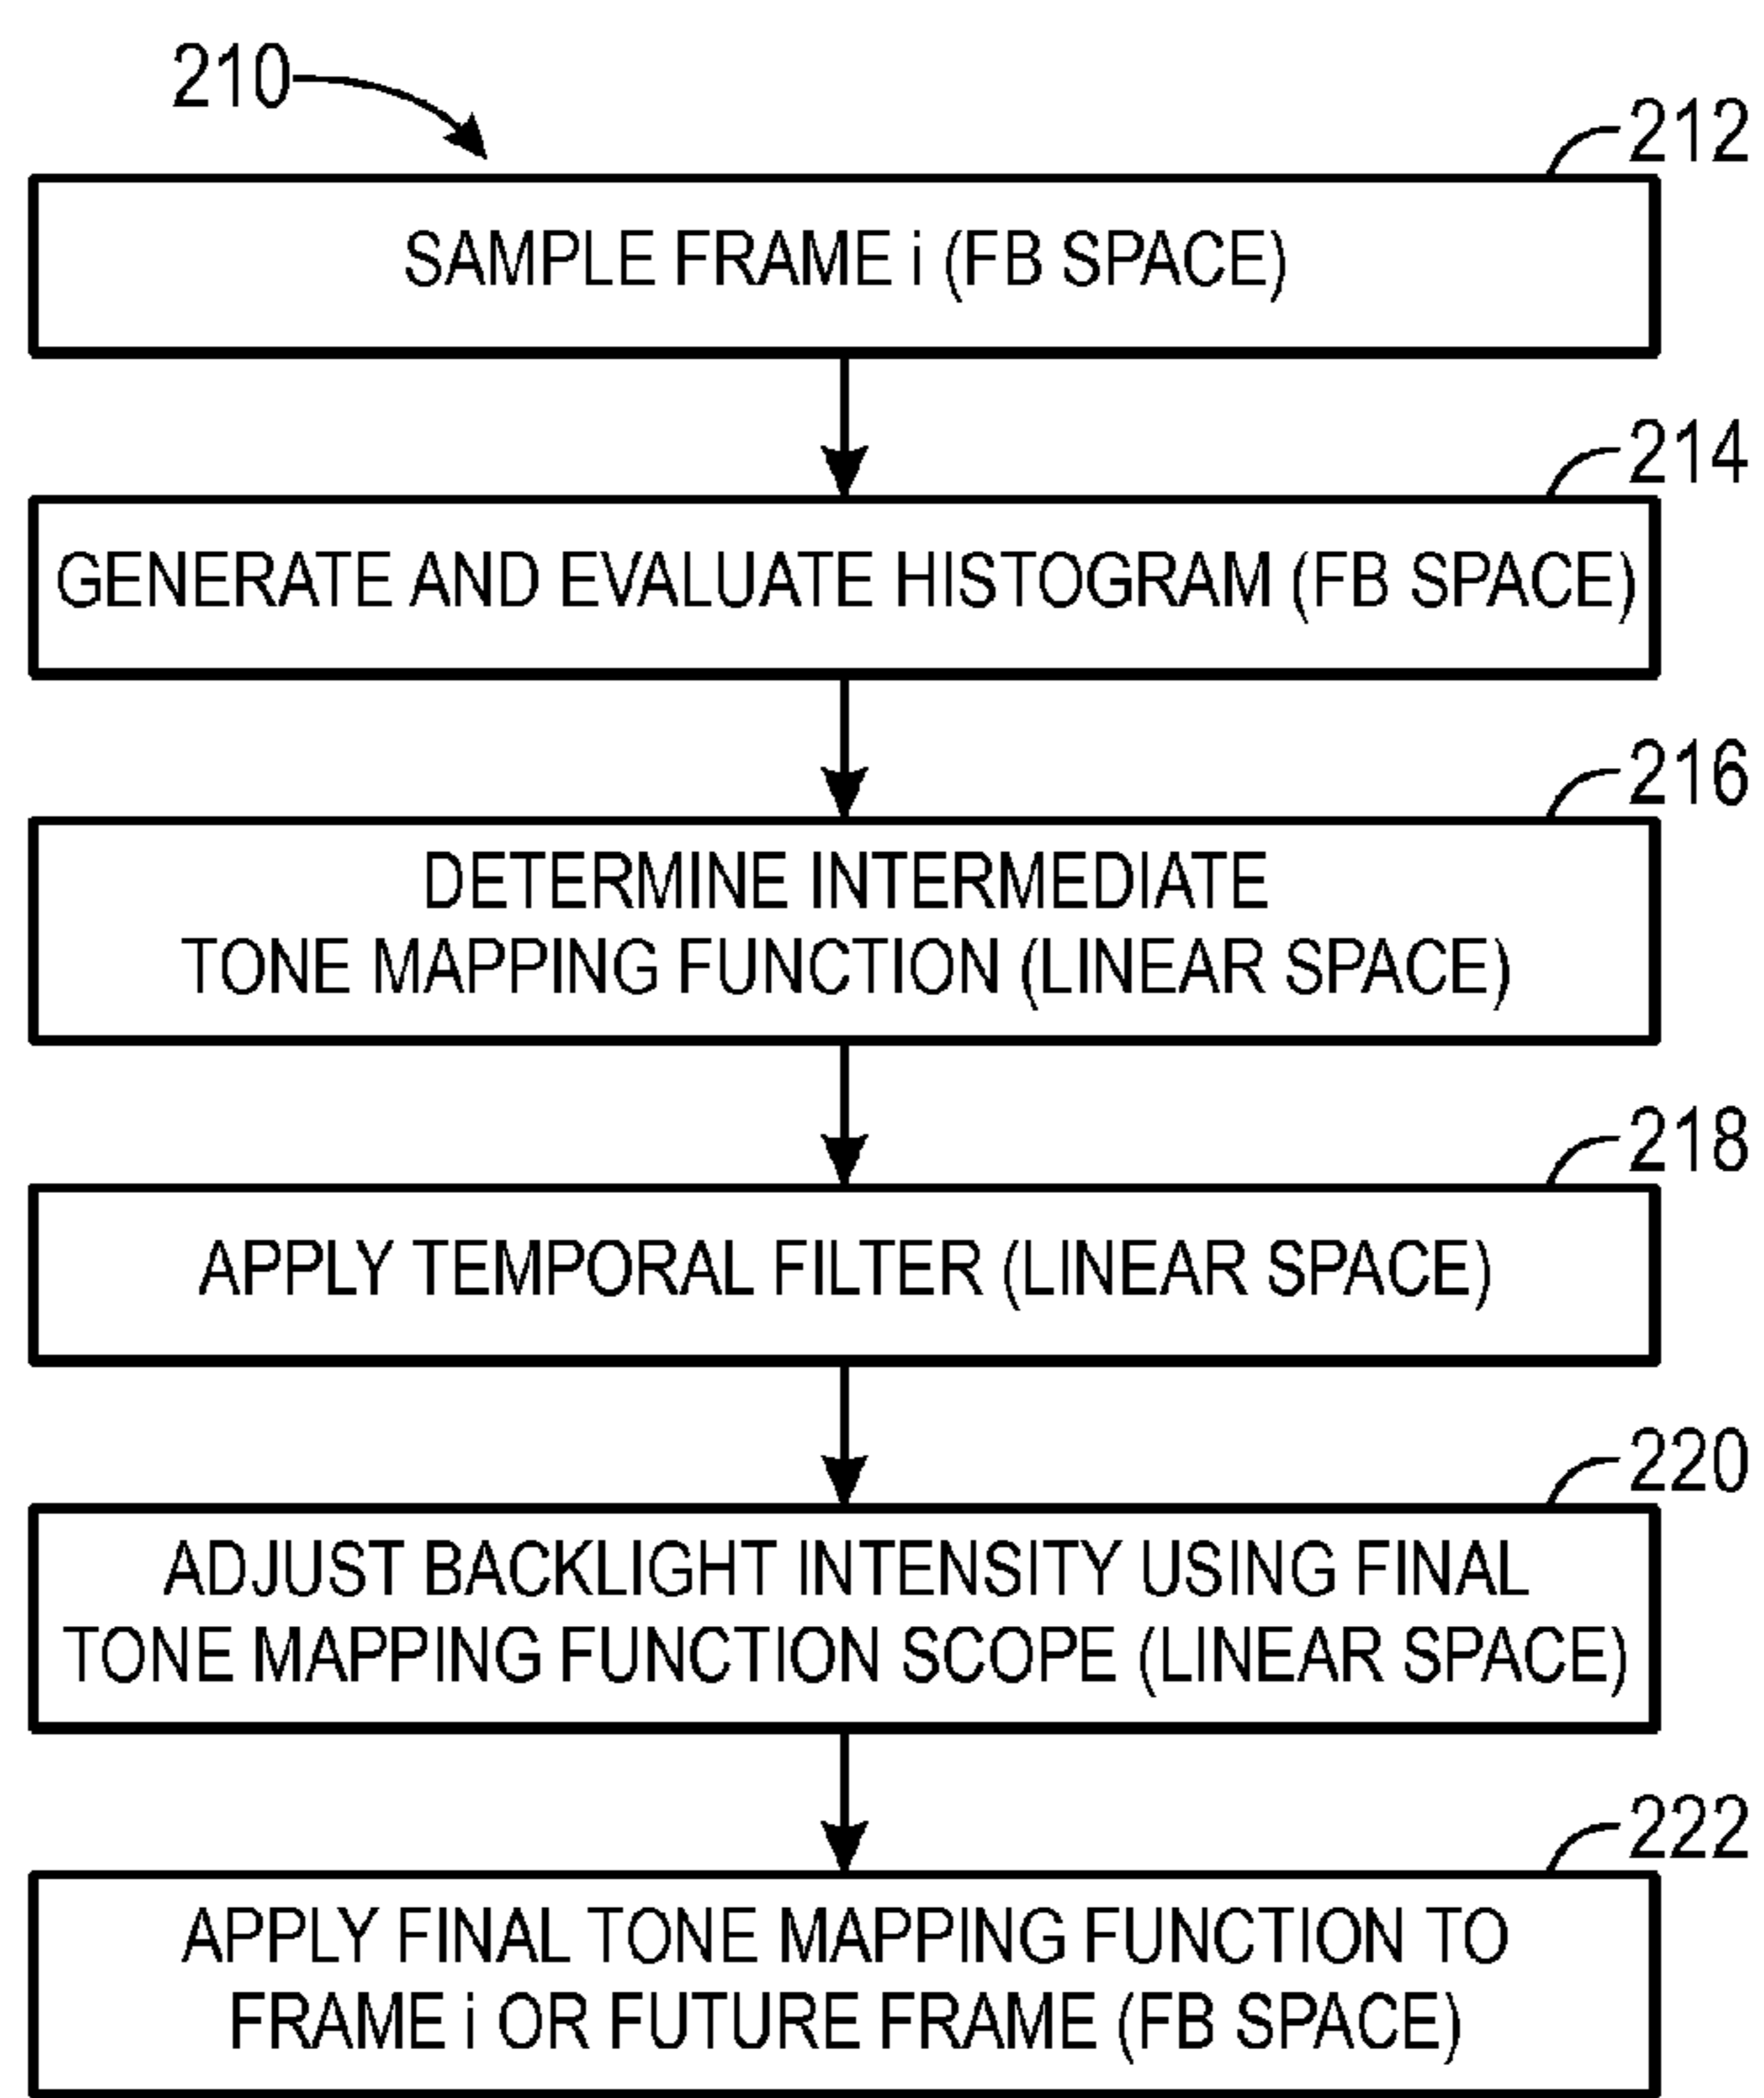 210
212
SAMPLE FRAME i (FB SPACE)
214
GENERATE AND EVALUATE HISTOGRAM (FB SPACE)
216
DETERMINE INTERMEDIATE
TONE MAPPING FUNCTION (LINEAR SPACE)
218
APPLY TEMPORAL FILTER (LINEAR SPACE)
220
ADJUST BACKLIGHT INTENSITY USING FINAL
TONE MAPPING FUNCTION SCOPE (LINEAR SPACE)
222
APPLY FINAL TONE MAPPING FUNCTION TO
FRAME i OR FUTURE FRAME (FB SPACE)